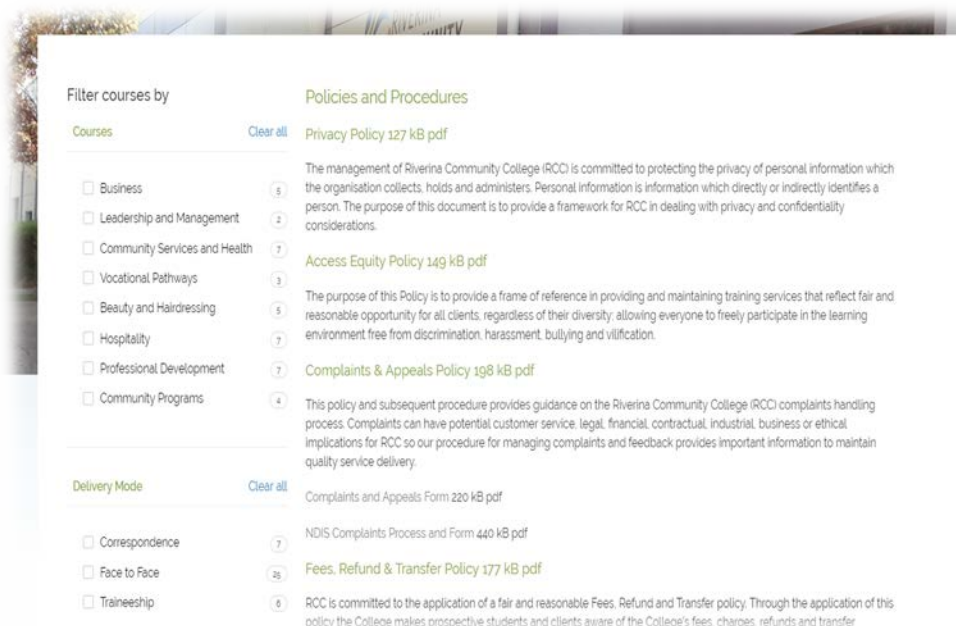 RIVERINA
COMMUNITY
Filter courses by
Courses Clear all
Business 5
Leadership and Management 2
Community Services and Health 7
Vocational Pathways 3
Beauty and Hairdressing 5
Hospitality 7
Professional Development 7
Community Programs 4
Delivery Mode Clear all
Correspondence 7
Face to Face 25
Traineeship 6
Policies and Procedures
Privacy Policy 127 kB pdf
The management of Riverina Community College (RCC) is committed to protecting the privacy of personal information which
the organisation collects, holds and administers. Personal information is information which directly or indirectly identifies a
person. The purpose of this document is to provide a framework for RCC in dealing with privacy and confidentiality
considerations.
Access Equity Policy 149 kB pdf
The purpose of this Policy is to provide a frame of reference in providing and maintaining training services that reflect fair and
reasonable opportunity for all clients, regardless of their diversity; allowing everyone to freely participate in the learning
environment free from discrimination, harassment, bullying and vilification.
Complaints & Appeals Policy 198 kB pdf
This policy and subsequent procedure provides guidance on the Riverina Community College (RCC) complaints handling
process. Complaints can have potential customer service, legal, financial, contractual, industrial, business or ethical
implications for RCC so our procedure for managing complaints and feedback provides important information to maintain
quality service delivery.
Complaints and Appeals Form 220 kB pdf
NDIS Complaints Process and Form 440 kB pdf
Fees, Refund & Transfer Policy 177 kB pdf
RCC is committed to the application of a fair and reasonable Fees, Refund and Transfer policy. Through the application of this
policy the College makes prospective students and clients aware of the College's fees, charges, refunds and transfer